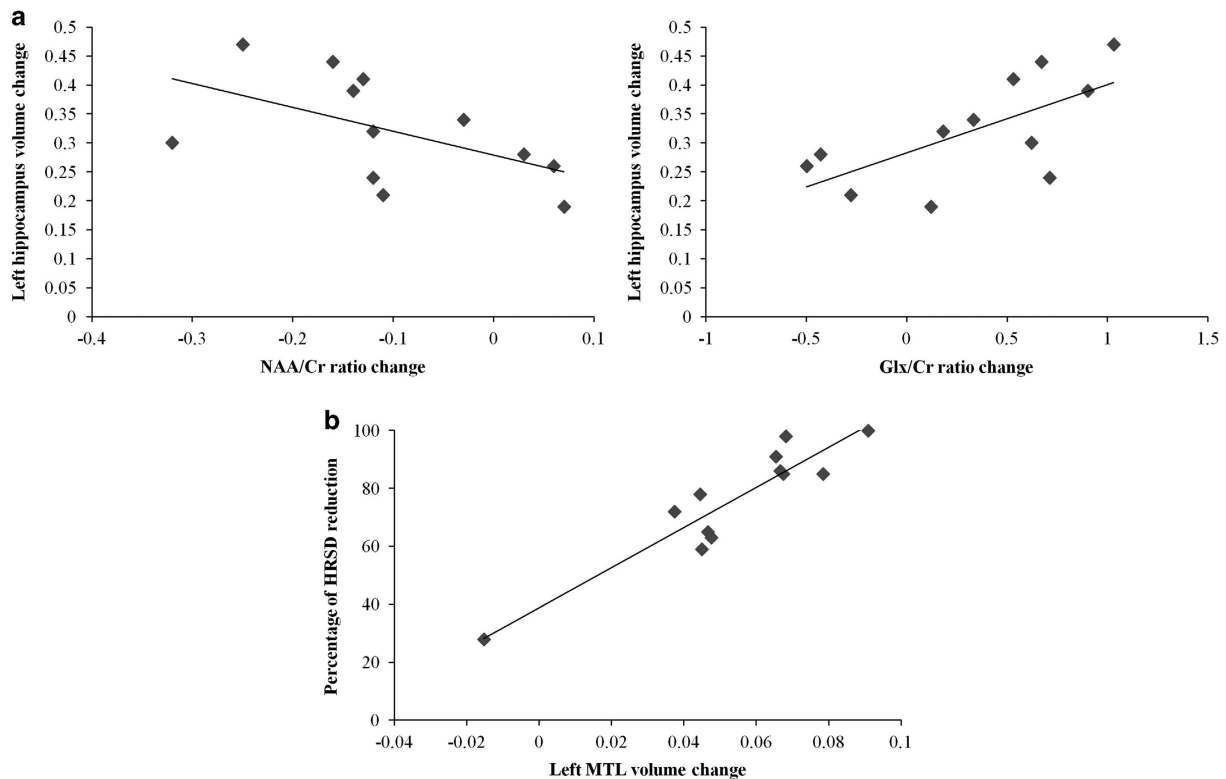 a
Left hippocampus volume change
0.5
0.45
0.4
0.35
0.3
0.25
0.2
0.15
0.1
0.05
0
-0.4 -0.3 -0.2 -0.1 0 0.1
NAA/Cr ratio change
Left hippocampus volume change
0.5
0.45
0.4
0.35
0.3
0.25
0.2
0.15
0.1
0.05
0
-1 -0.5 0 0.5 1 1.5
Glx/Cr ratio change
b
Percentage of HRSD reduction
100
80
60
40
20
0
-0.04 -0.02 0 0.02 0.04 0.06 0.08 0.1
Left MTL volume change